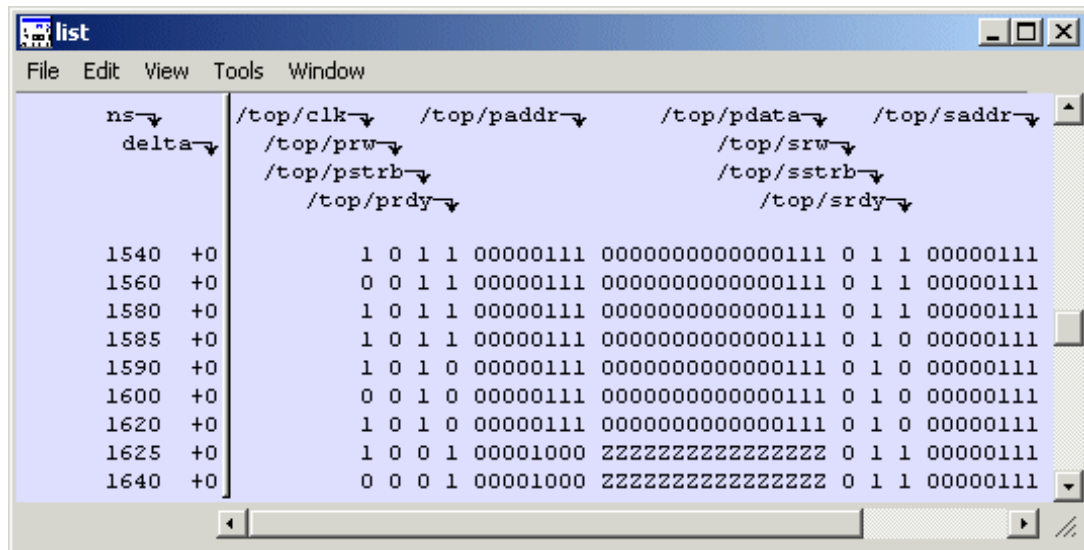 list
File Edit View Tools Window
ns /top/clk /top/paddr /top/pdata /top/saddr
delta /top/prw /top/srw
/top/pstrb /top/sstrb
/top/prdy /top/srdy
1540 +0 1 0 1 1 00000111 0000000000000111 0 1 1 00000111
1560 +0 0 0 1 1 00000111 0000000000000111 0 1 1 00000111
1580 +0 1 0 1 1 00000111 0000000000000111 0 1 1 00000111
1585 +0 1 0 1 1 00000111 0000000000000111 0 1 0 00000111
1590 +0 1 0 1 0 00000111 0000000000000111 0 1 0 00000111
1600 +0 0 0 1 0 00000111 0000000000000111 0 1 0 00000111
1620 +0 1 0 1 0 00000111 0000000000000111 0 1 0 00000111
1625 +0 1 0 0 1 00001000 ZZZZZZZZZZZZZZZZ 0 1 1 00000111
1640 +0 0 0 0 1 00001000 ZZZZZZZZZZZZZZZZ 0 1 1 00000111